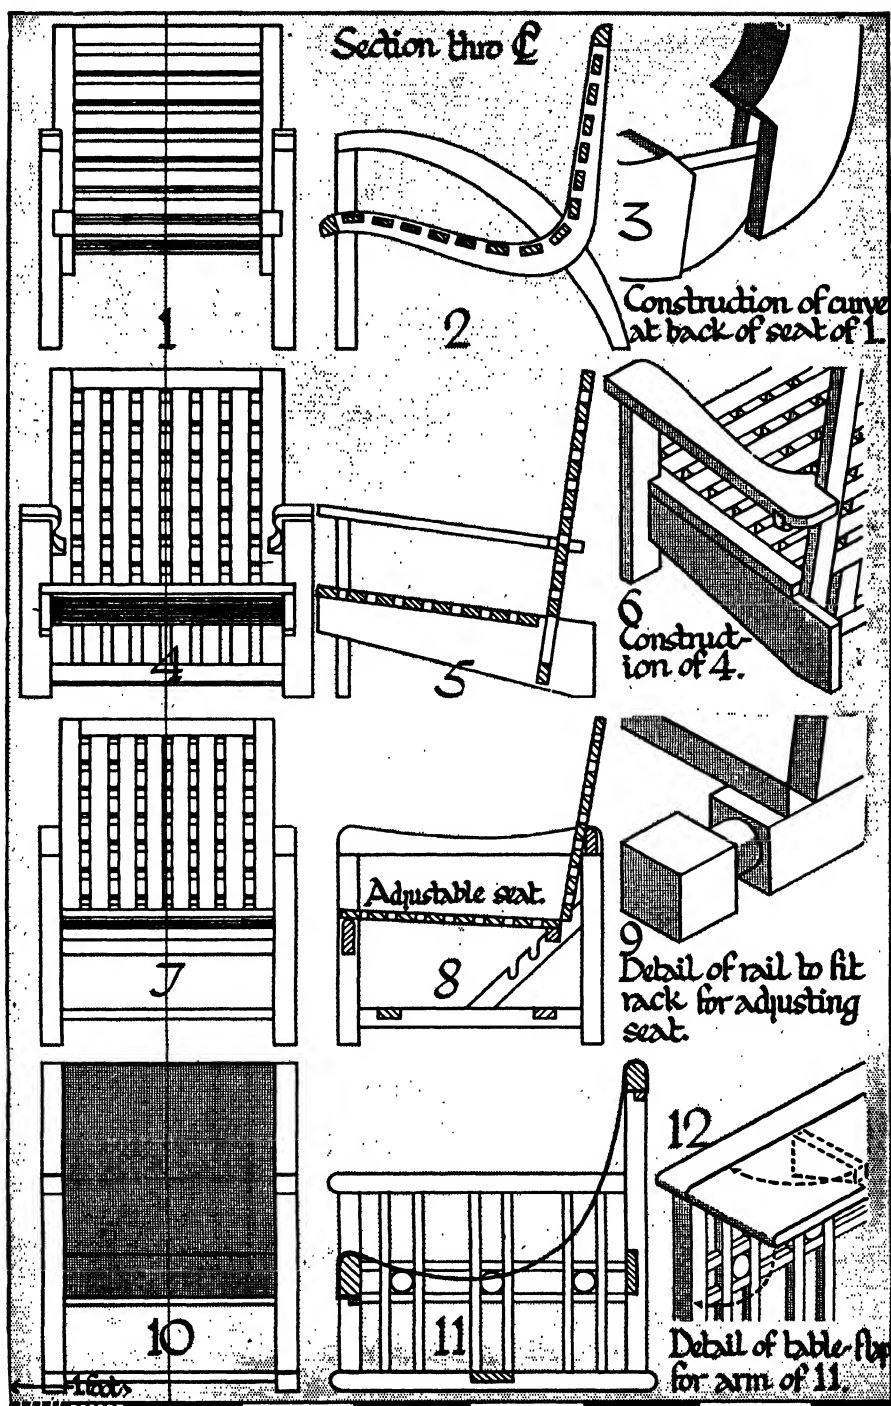 Section thro ℄
1
2
3
Construction of curve
at back of seat of 1.
4
5
6
Construct-
ion of 4.
Adjustable seat.
7
8
9
Detail of rail to fit
rack for adjusting
seat.
10
11
12
Detail of table-flap
for arm of 11.
1 foot